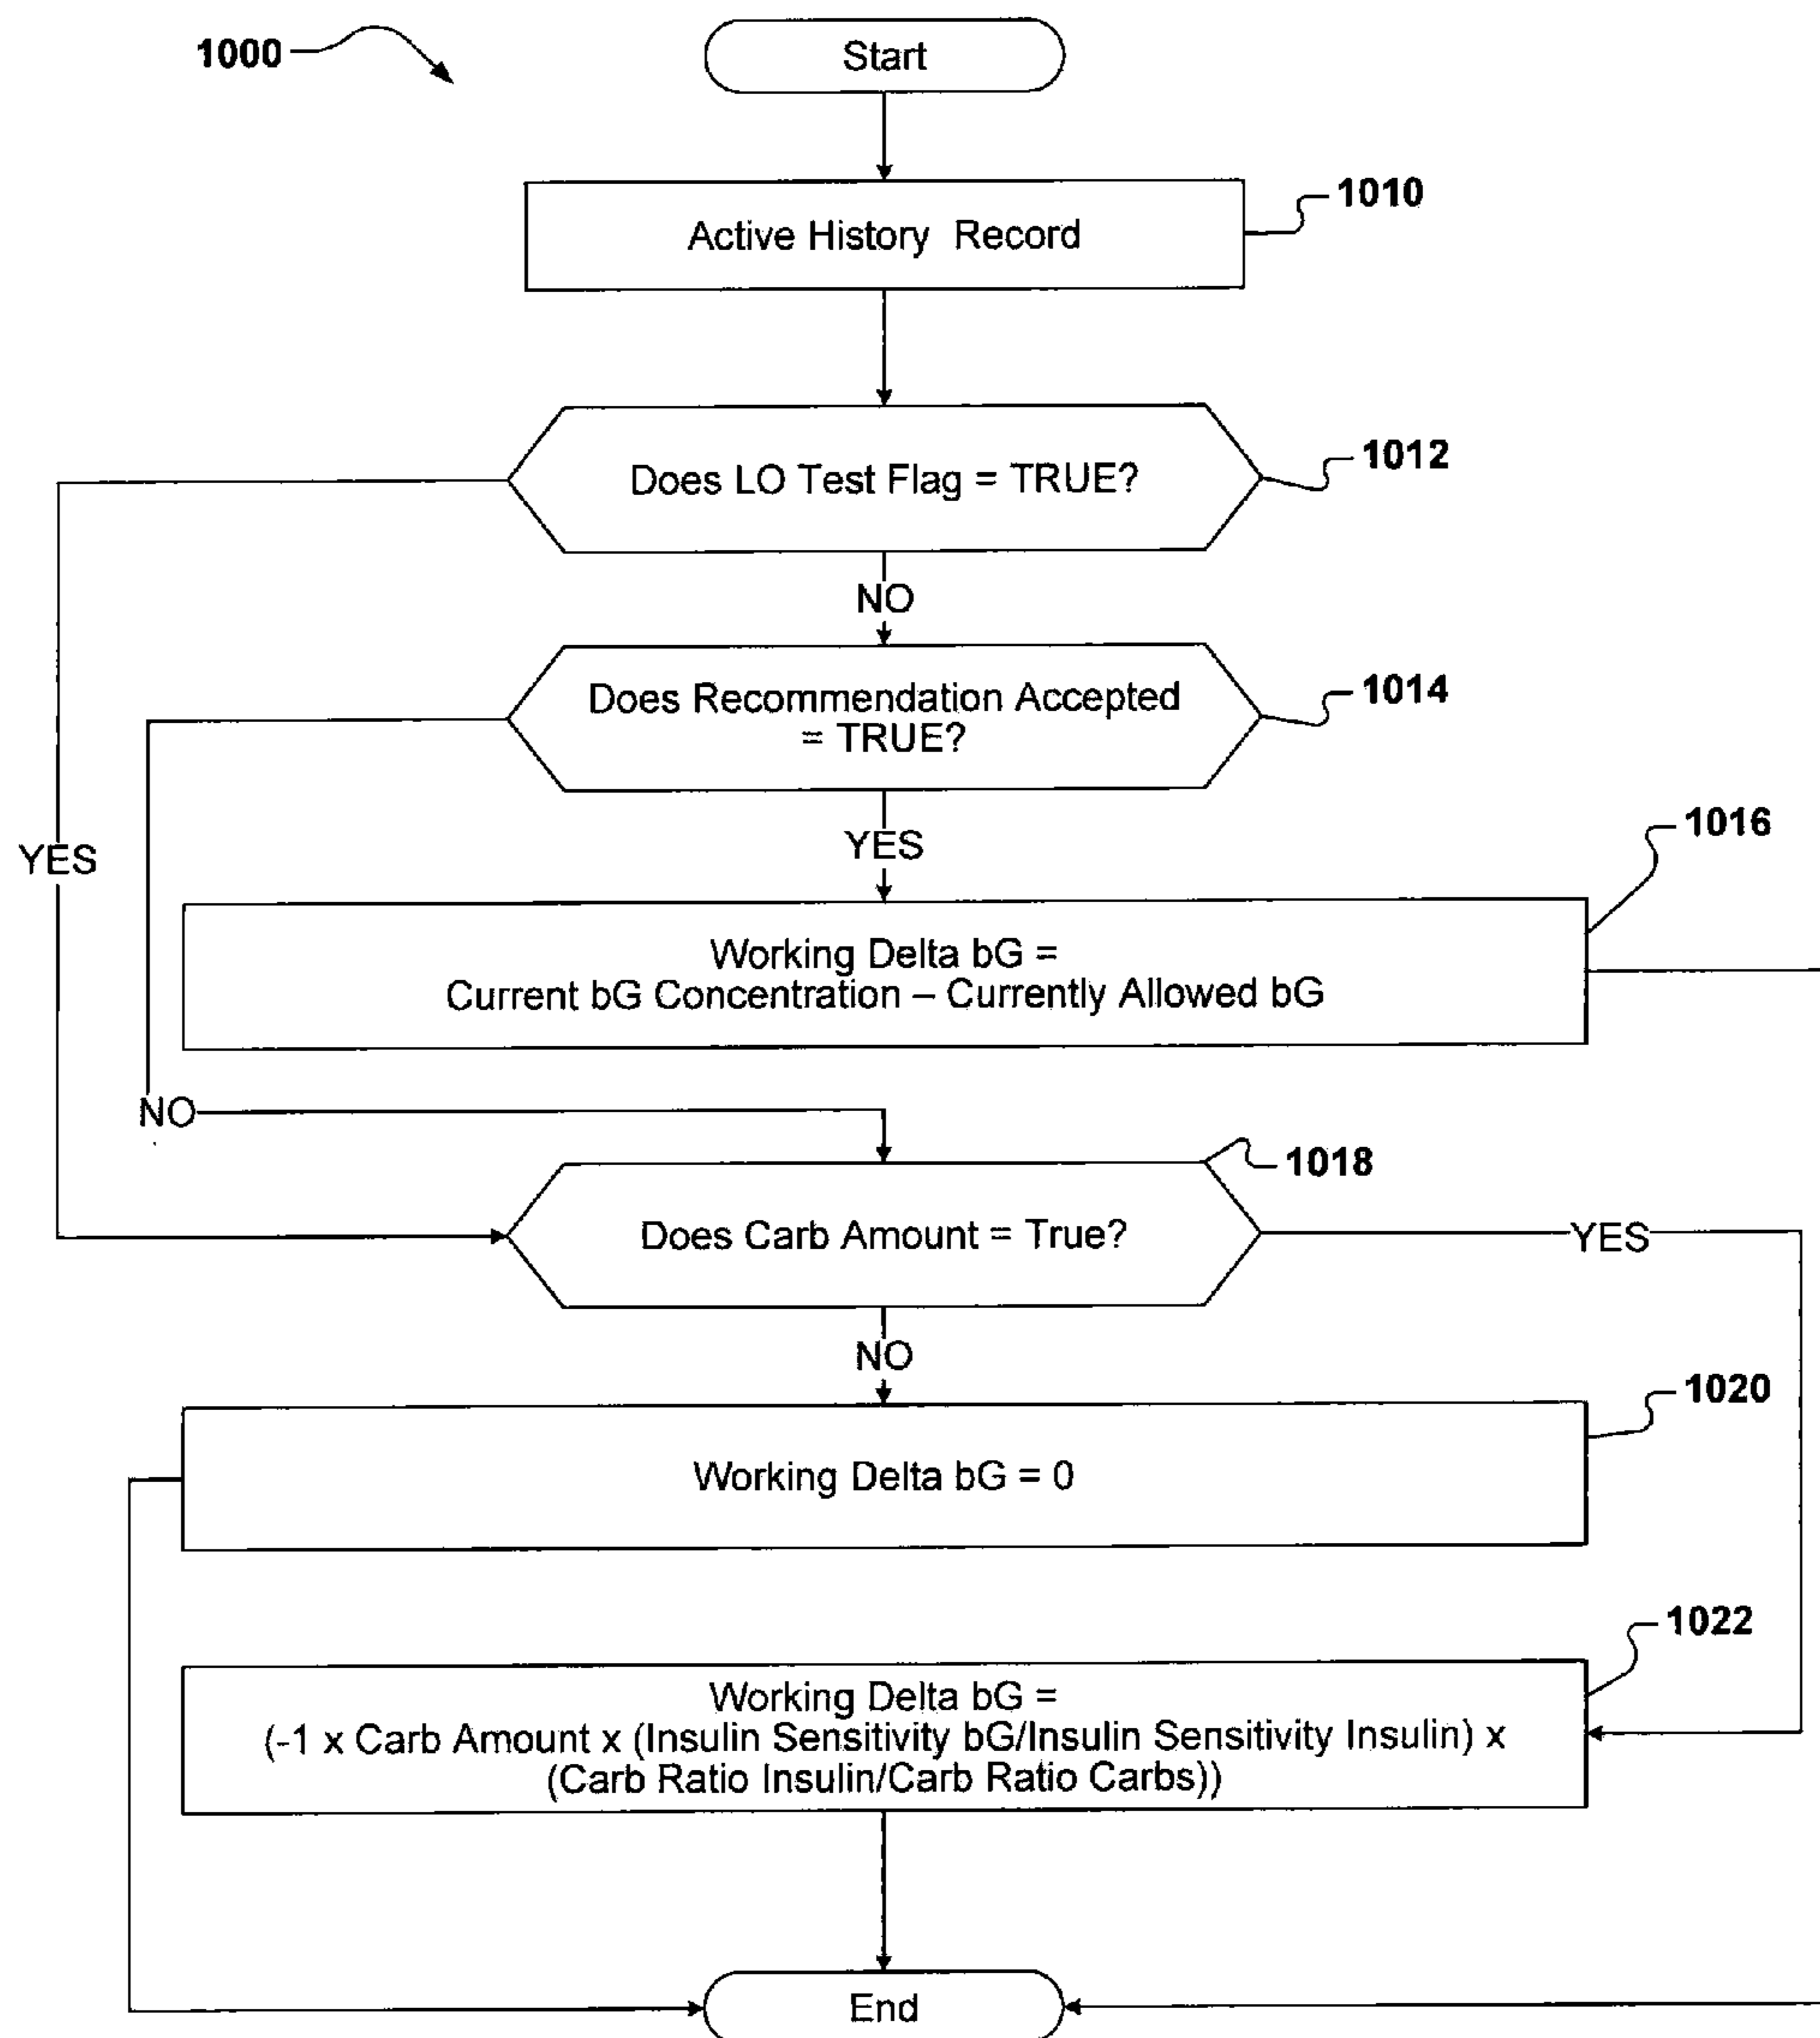 1000
Start
Active History Record
1010
Does LO Test Flag = TRUE?
1012
NO
Does Recommendation Accepted
= TRUE?
1014
YES
YES
1016
Working Delta bG =
Current bG Concentration – Currently Allowed bG
NO
1018
Does Carb Amount = True?
YES
NO
1020
Working Delta bG = 0
1022
Working Delta bG =
(-1 x Carb Amount x (Insulin Sensitivity bG/Insulin Sensitivity Insulin) x
(Carb Ratio Insulin/Carb Ratio Carbs))
End